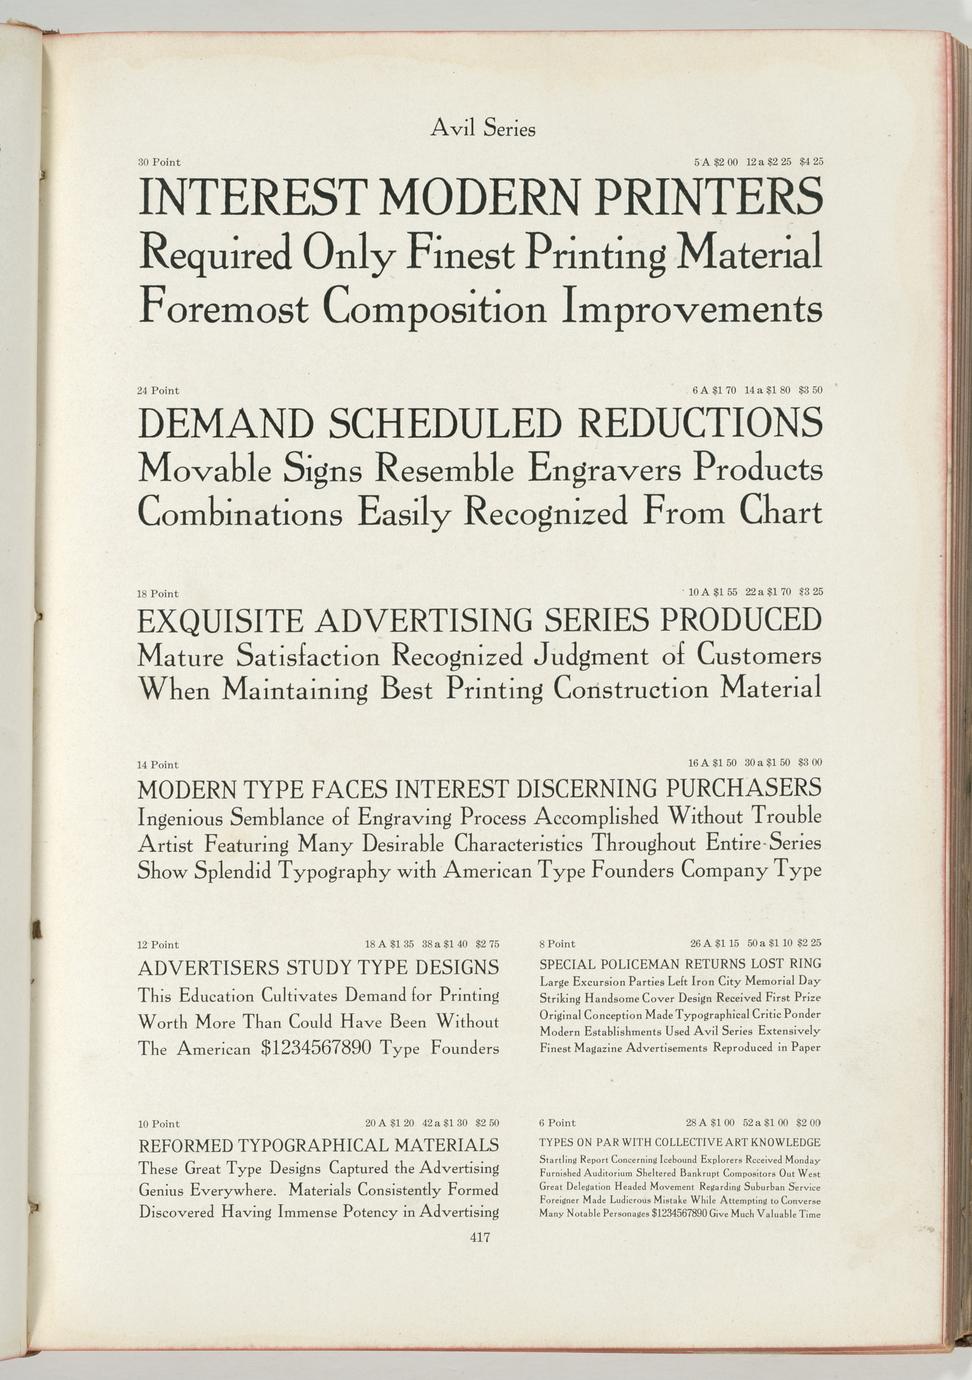 Avil Series
30 Point 5 A $2 00 12 a $2 25 $4 25
INTEREST MODERN PRINTERS
Required Only Finest Printing Material
Foremost Composition Improvements
24 Point 6 A $1 70 14 a $1 80 $3 50
DEMAND SCHEDULED REDUCTIONS
Movable Signs Resemble Engravers Products
Combinations Easily Recognized From Chart
18 Point 10 A $1 55 22 a $1 70 $3 25
EXQUISITE ADVERTISING SERIES PRODUCED
Mature Satisfaction Recognized Judgment of Customers
When Maintaining Best Printing Construction Material
14 Point 16 A $1 50 30 a $1 50 $3 00
MODERN TYPE FACES INTEREST DISCERNING PURCHASERS
Ingenious Semblance of Engraving Process Accomplished Without Trouble
Artist Featuring Many Desirable Characteristics Throughout Entire Series
Show Splendid Typography with American Type Founders Company Type
12 Point 18 A $1 35 38 a $1 40 $2 75
ADVERTISERS STUDY TYPE DESIGNS
This Education Cultivates Demand for Printing
Worth More Than Could Have Been Without
The American $1234567890 Type Founders
8 Point 26 A $1 15 50 a $1 10 $2 25
SPECIAL POLICEMAN RETURNS LOST RING
Large Excursion Parties Left Iron City Memorial Day
Striking Handsome Cover Design Received First Prize
Original Conception Made Typographical Critic Ponder
Modern Establishments Used Avil Series Extensively
Finest Magazine Advertisements Reproduced in Paper
10 Point 20 A $1 20 42 a $1 30 $2 50
REFORMED TYPOGRAPHICAL MATERIALS
These Great Type Designs Captured the Advertising
Genius Everywhere. Materials Consistently Formed
Discovered Having Immense Potency in Advertising
6 Point 28 A $1 00 52 a $1 00 $2 00
TYPES ON PAR WITH COLLECTIVE ART KNOWLEDGE
Startling Report Concerning Icebound Explorers Received Monday
Furnished Auditorium Sheltered Bankrupt Compositors Out West
Great Delegation Headed Movement Regarding Suburban Service
Foreigner Made Ludicrous Mistake While Attempting to Converse
Many Notable Personages $1234567890 Give Much Valuable Time
417